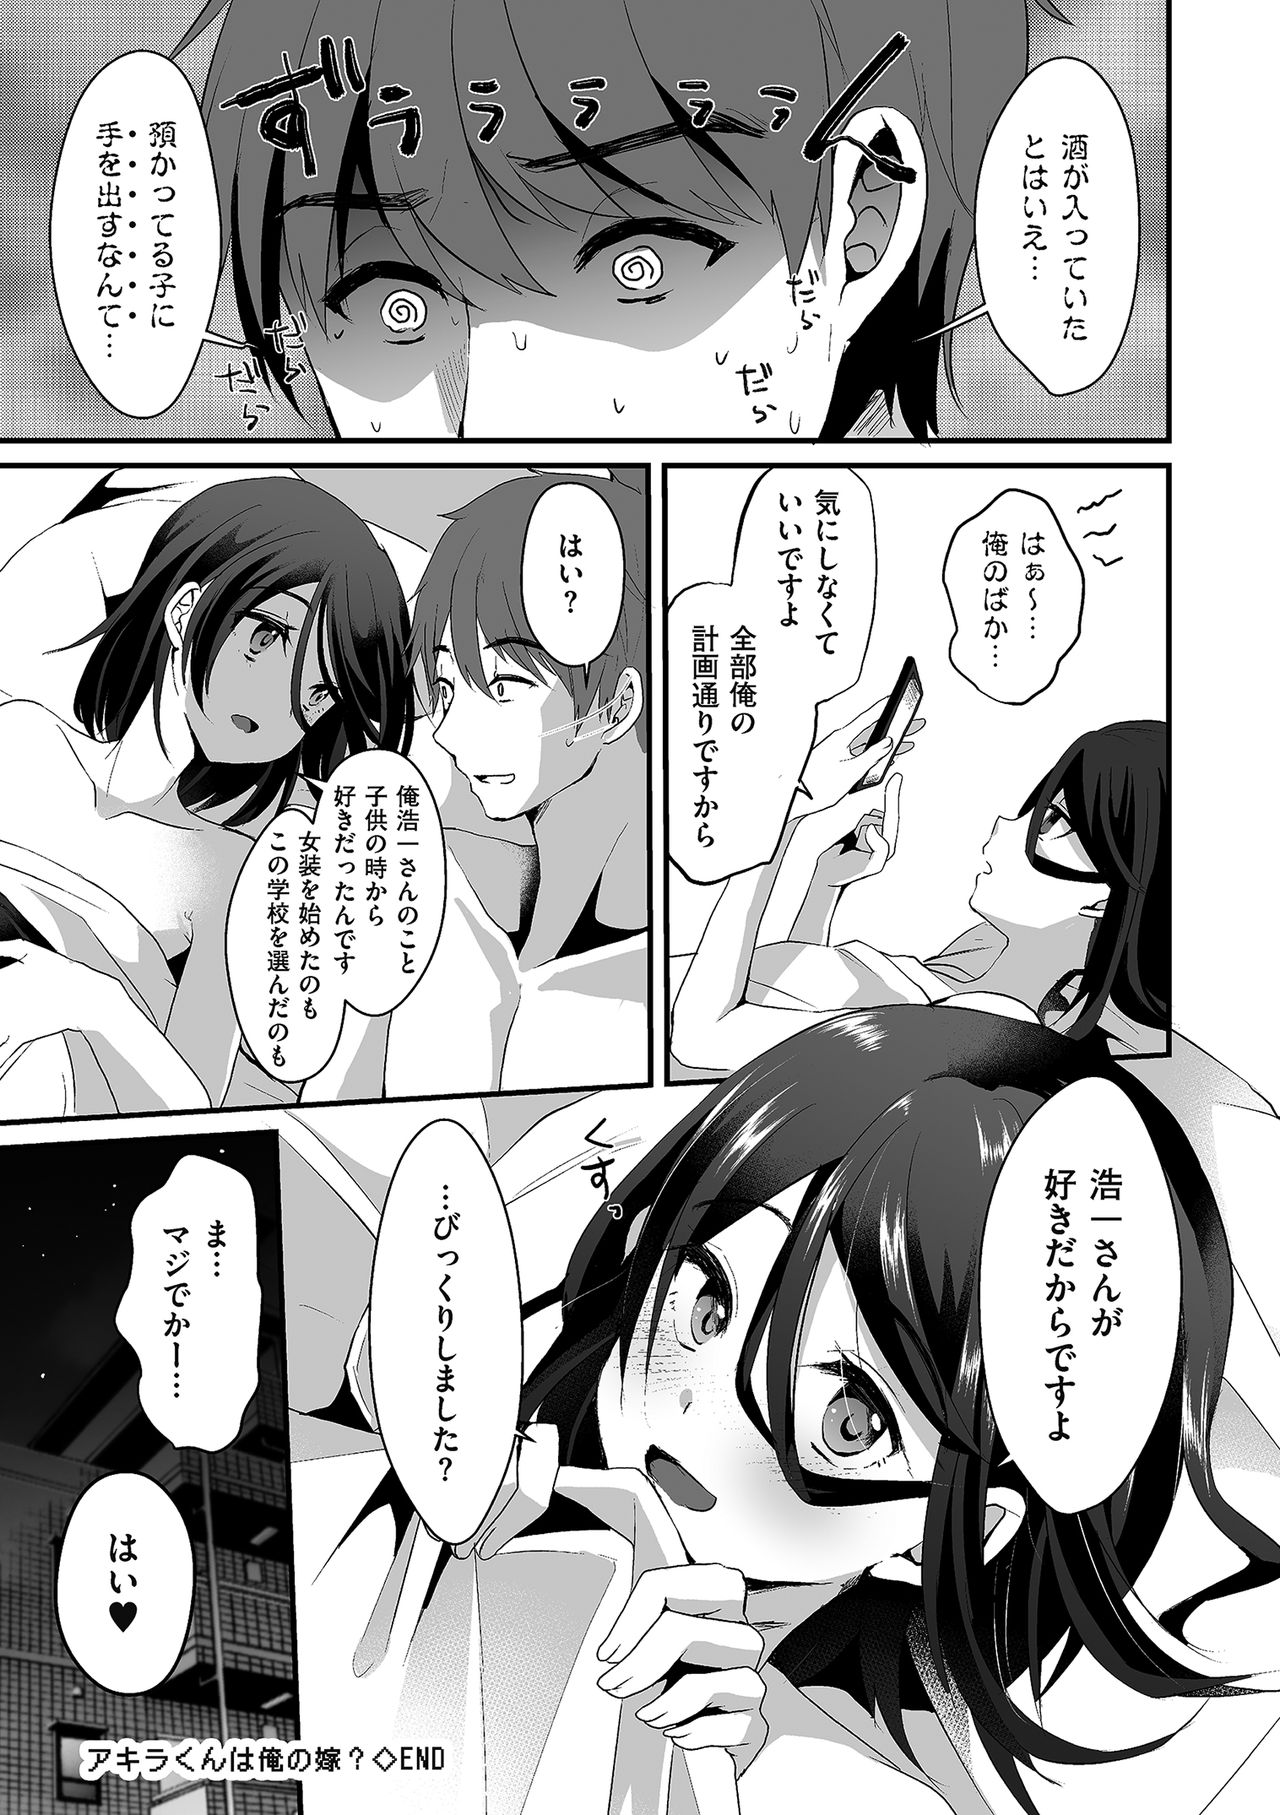 酒が入っていた
とはいえ…
ずうううううん
預かってる子に
手を出すなんて…
だら
だら
だら
だら
はぁ～…
俺のばか…
気にしなくて
いいですよ
全部俺の
計画通りですから
はい？
俺浩一さんのこと
子供の時から
好きだったんです
女装を始めたのも
この学校を選んだのも
浩一さんが
好きだからですよ
くすっ
…びっくりしました？
ま…
マジでかー…
はい♥
アキラくんは俺の嫁？◇END